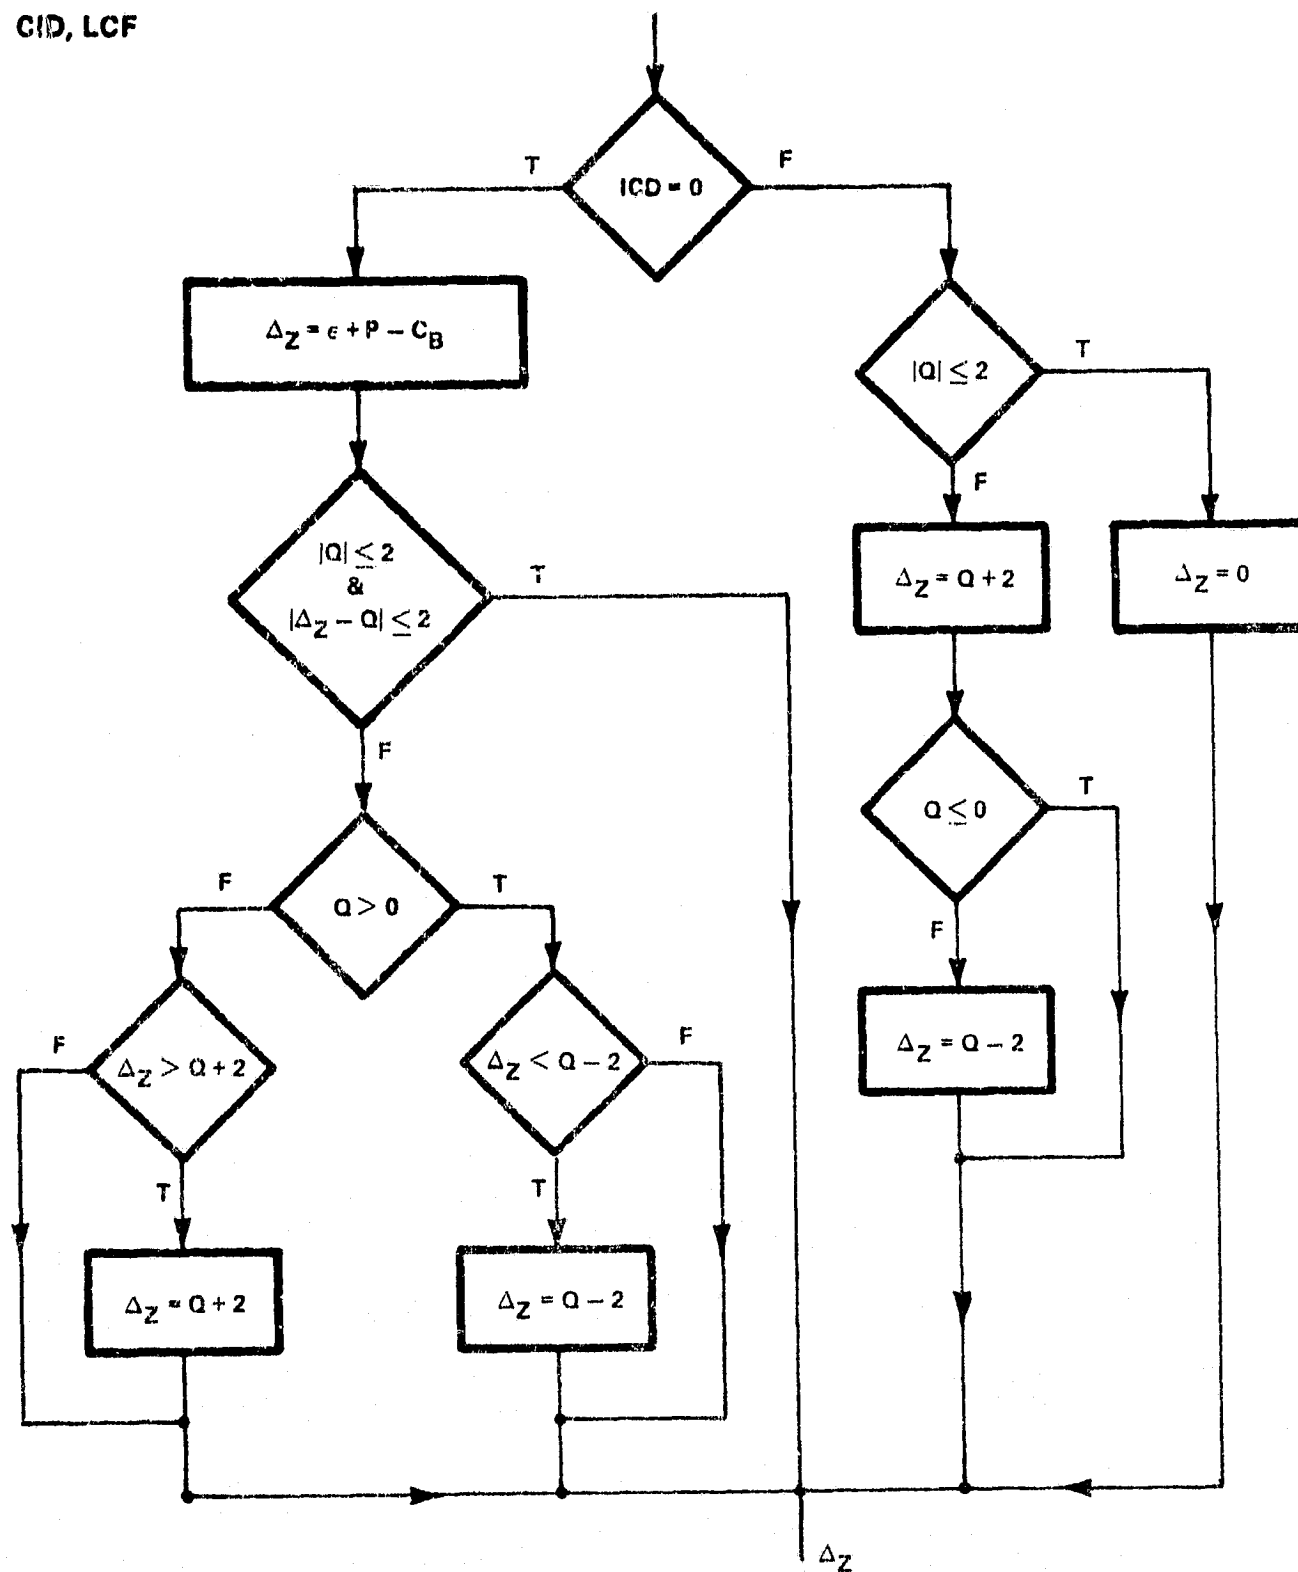 CID, LCF
ICD = 0
T
F
Δ_Z = ϵ + P − C_B
|Q| ≤ 2
T
F
|Q| ≤ 2
&
|Δ_Z − Q| ≤ 2
T
F
Δ_Z = Q + 2
Δ_Z = 0
Q ≤ 0
T
F
Q > 0
F
T
Δ_Z > Q + 2
F
T
Δ_Z < Q − 2
F
T
Δ_Z = Q − 2
Δ_Z = Q + 2
Δ_Z = Q − 2
Δ_Z